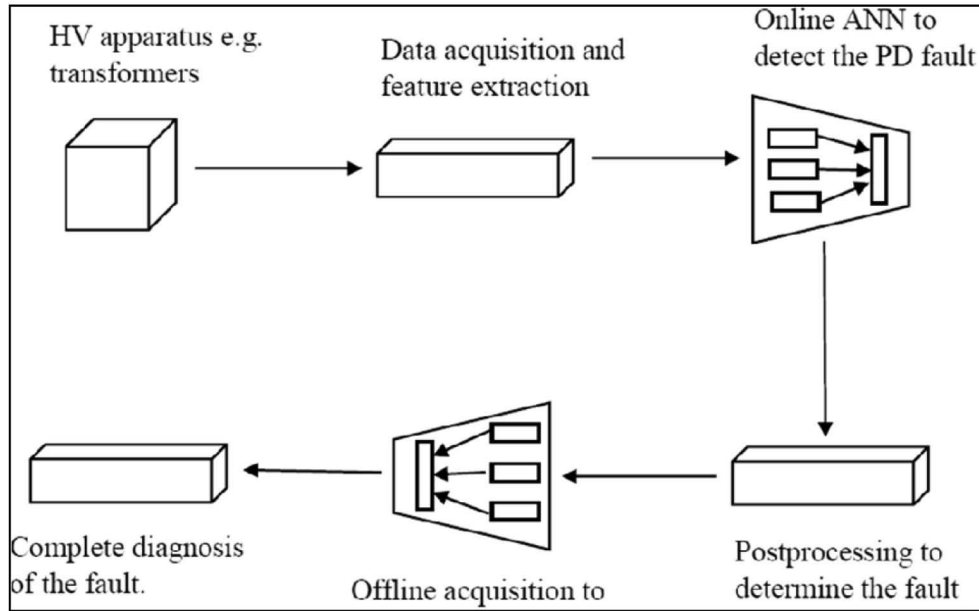 HV apparatus e.g.
transformers
Data acquisition and
feature extraction
Online ANN to
detect the PD fault
Complete diagnosis
of the fault.
Offline acquisition to
Postprocessing to
determine the fault